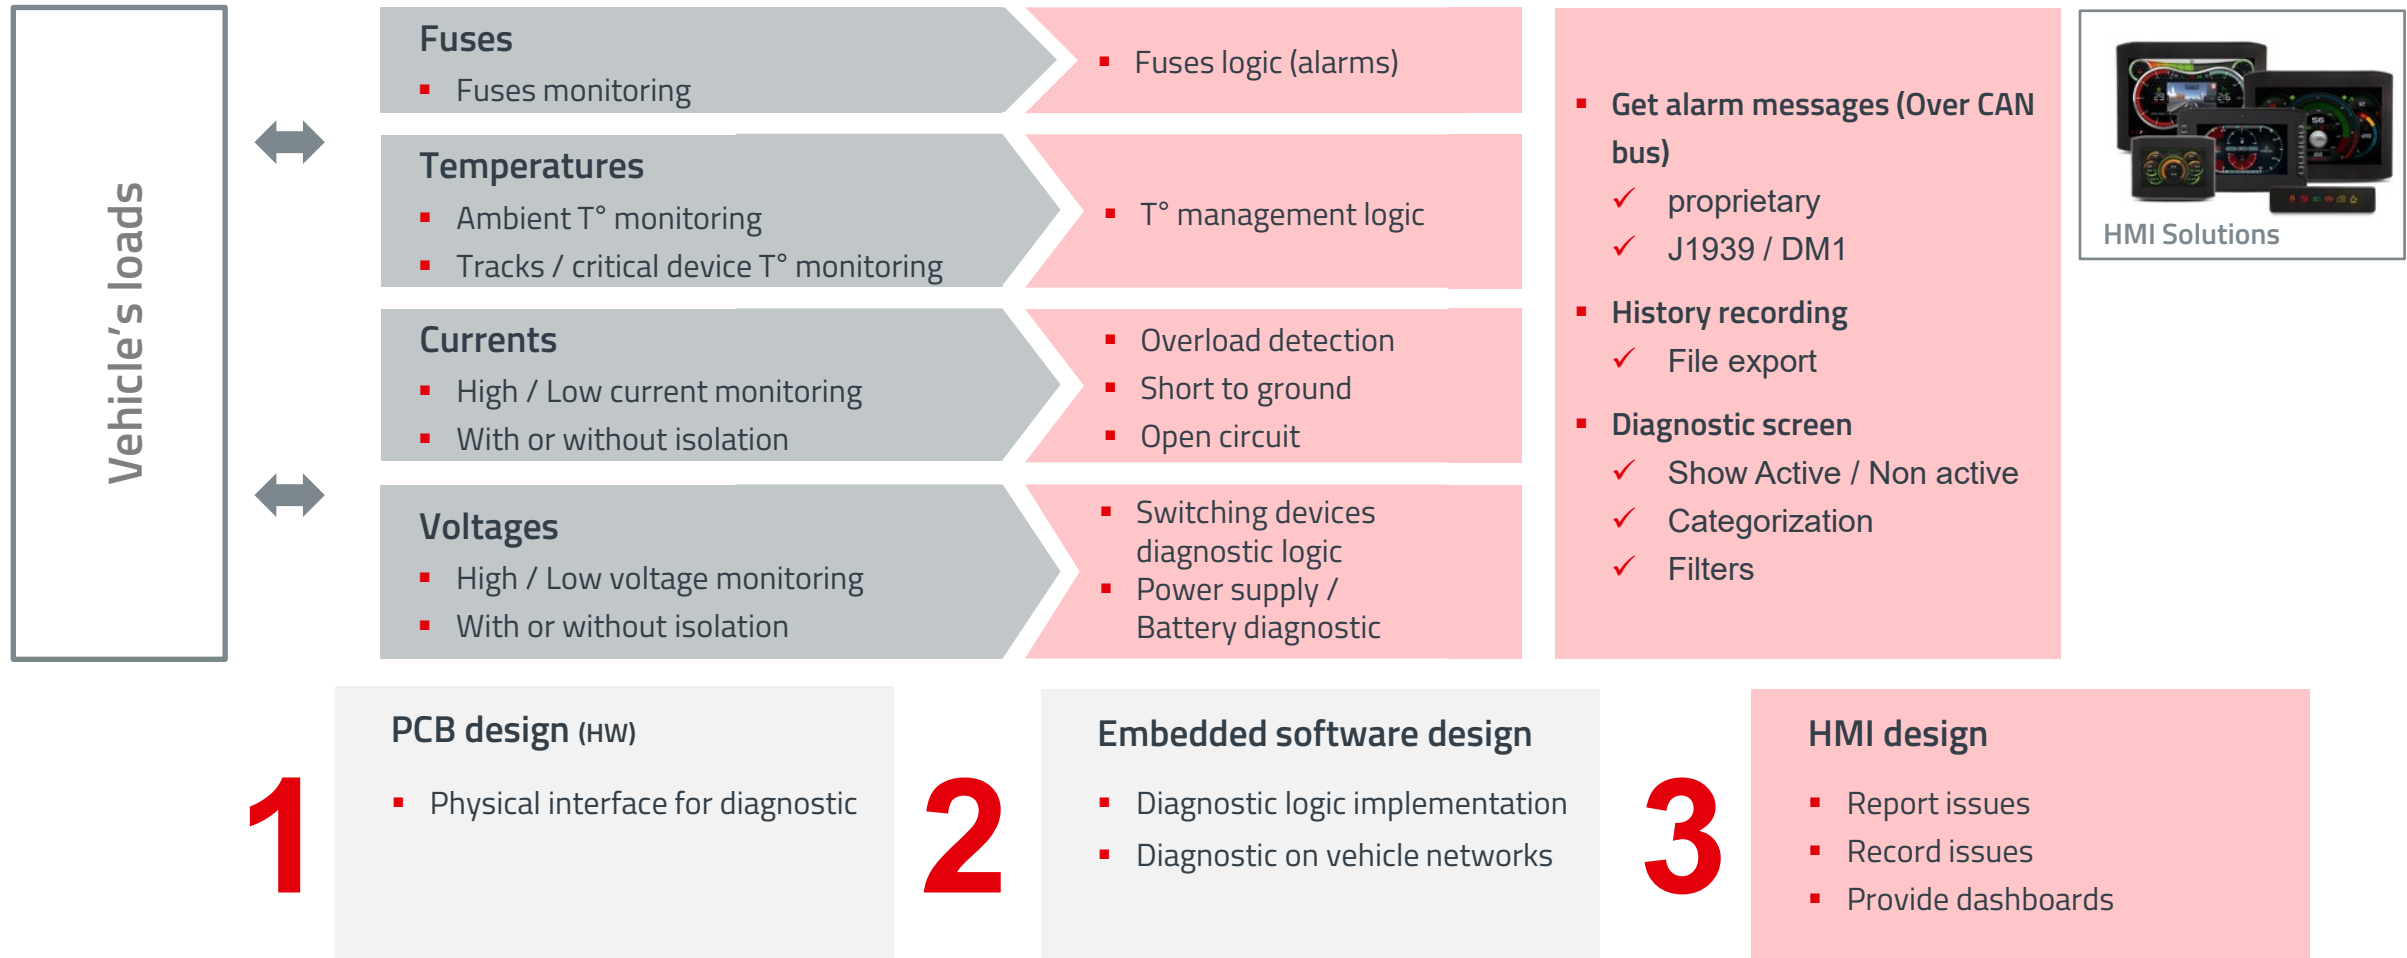 Vehicle's loads
Fuses
Fuses monitoring
Fuses logic (alarms)
Temperatures
Ambient T° monitoring
Tracks / critical device T° monitoring
T° management logic
Currents
High / Low current monitoring
With or without isolation
Overload detection
Short to ground
Open circuit
Voltages
High / Low voltage monitoring
With or without isolation
Switching devices
diagnostic logic
Power supply /
Battery diagnostic
Get alarm messages (Over CAN
bus)
proprietary
J1939 / DM1
History recording
File export
Diagnostic screen
Show Active / Non active
Categorization
Filters
HMI Solutions
1
PCB design (HW)
Physical interface for diagnostic
2
Embedded software design
Diagnostic logic implementation
Diagnostic on vehicle networks
3
HMI design
Report issues
Record issues
Provide dashboards